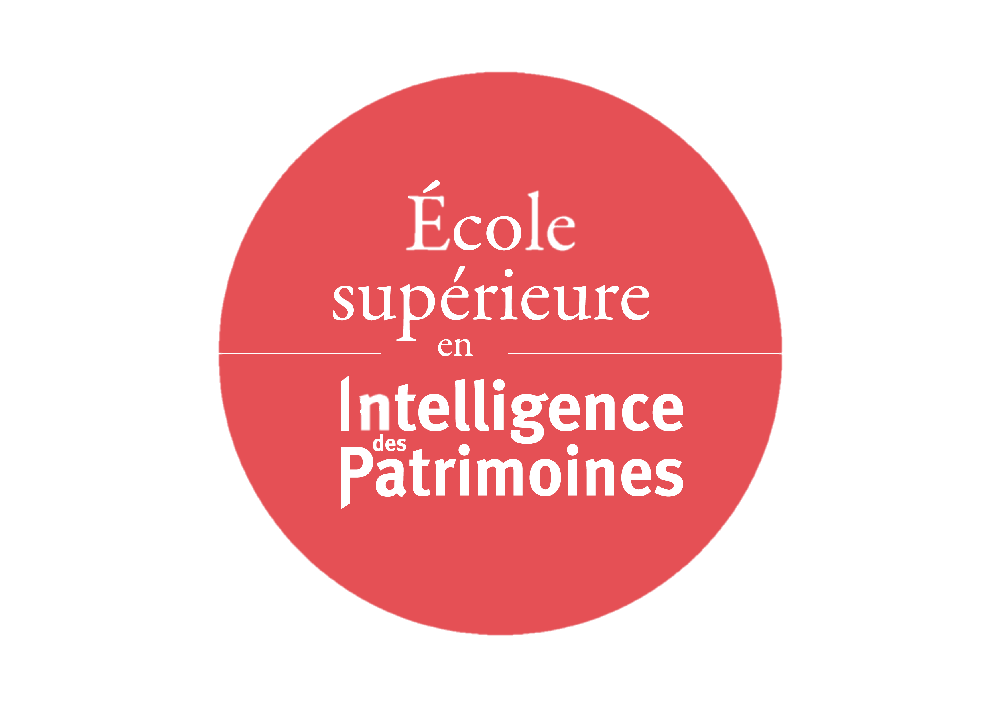 École
supérieure
en
Intelligence
des
Patrimoines